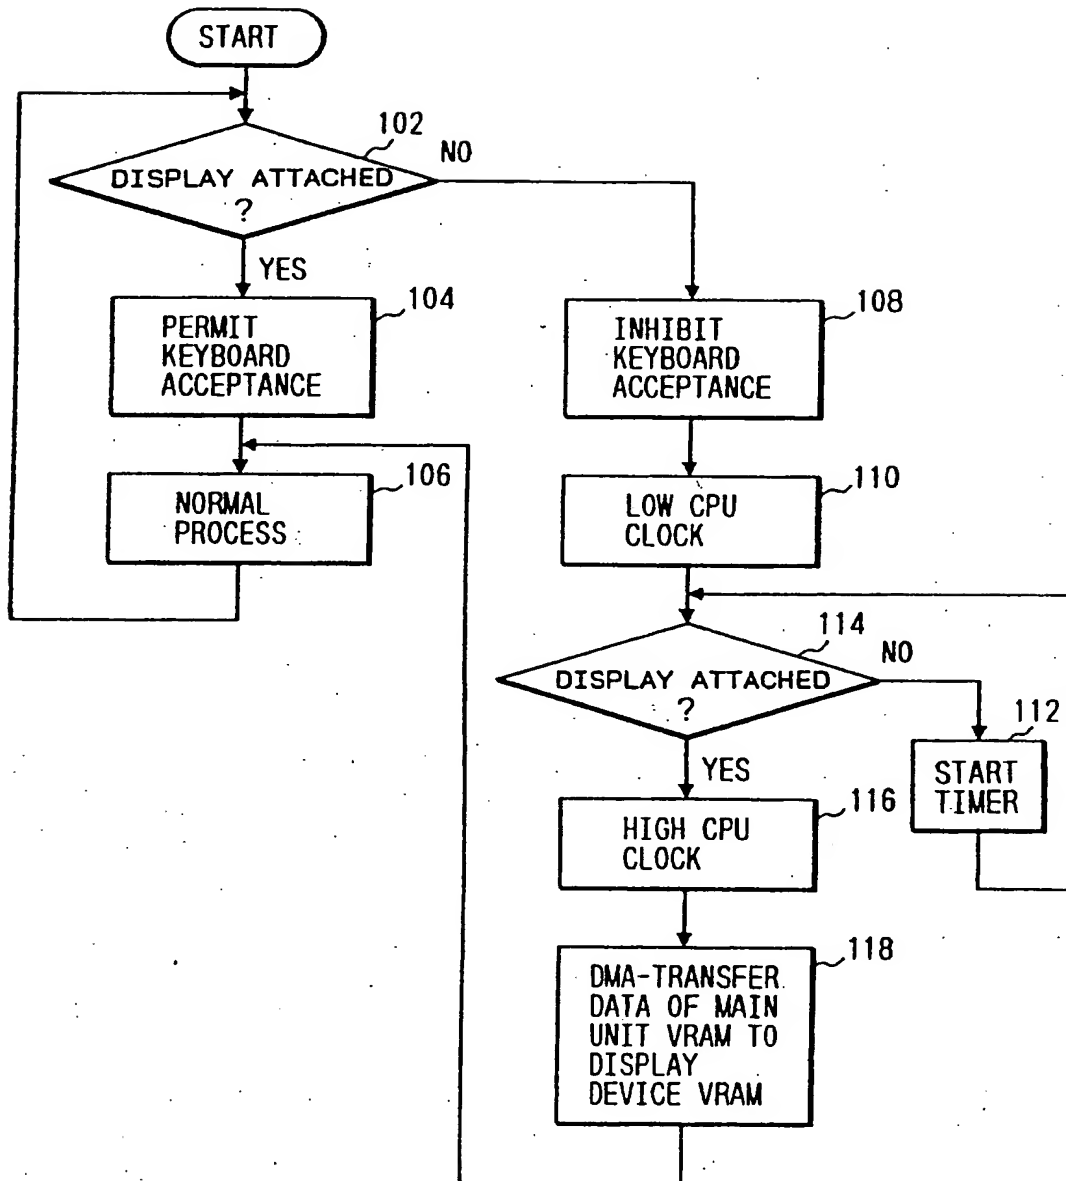 START
102
NO
DISPLAY ATTACHED
?
YES
104
PERMIT
KEYBOARD
ACCEPTANCE
106
NORMAL
PROCESS
108
INHIBIT
KEYBOARD
ACCEPTANCE
110
LOW CPU
CLOCK
114
NO
DISPLAY ATTACHED
?
112
START
TIMER
YES
116
HIGH CPU
CLOCK
118
DMA-TRANSFER
DATA OF MAIN
UNIT VRAM TO
DISPLAY
DEVICE VRAM